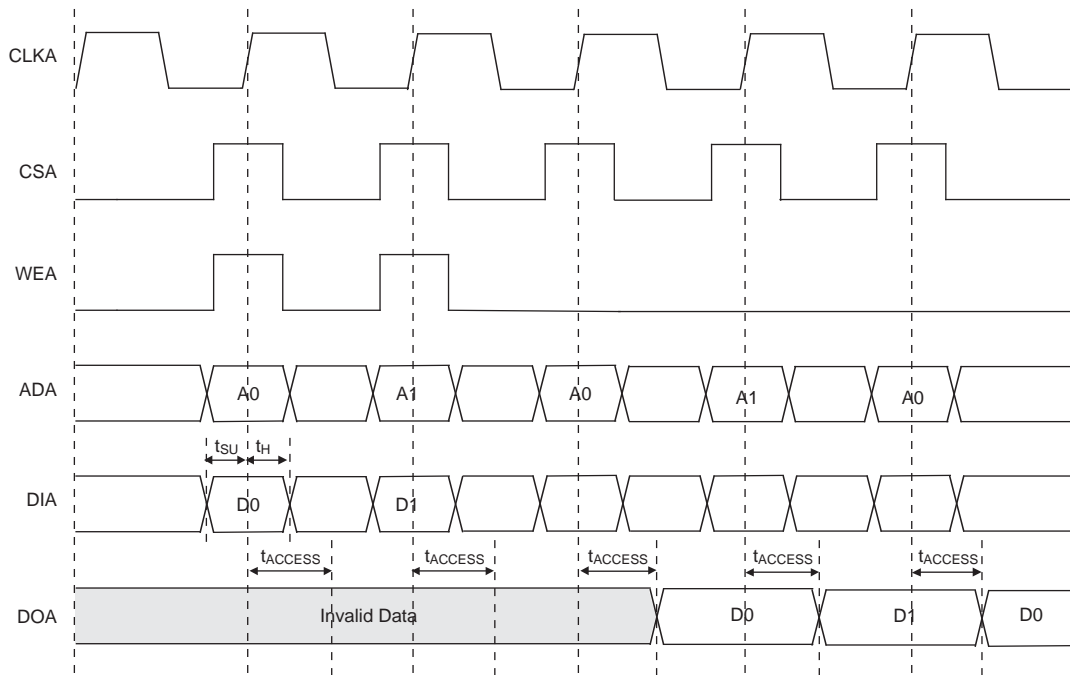 CLKA
CSA
WEA
ADA A0 A1 A0 A1 A0
tSU tH
DIA D0 D1
tACCESS tACCESS tACCESS tACCESS tACCESS
DOA Invalid Data D0 D1 D0